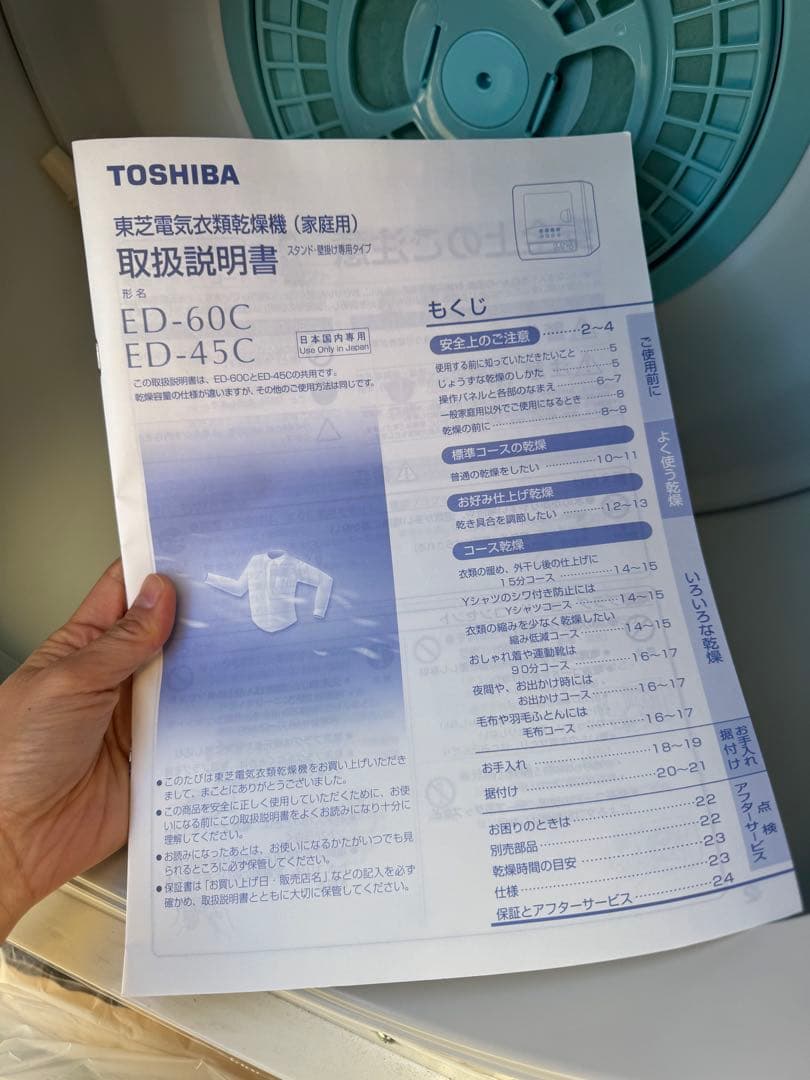 TOSHIBA
東芝電気衣類乾燥機（家庭用）
取扱説明書 スタンド・壁掛け専用タイプ
形名
ED-60C
ED-45C
日本国内専用
Use Only in Japan
この取扱説明書は、ED-60CとED-45Cの共用です。
乾燥容量の仕様が違いますが、その他のご使用方法は同じです。
●このたびは東芝電気衣類乾燥機をお買い上げいただき
まして、まことにありがとうございました。
●この商品を安全に正しく使用していただくために、お使
いになる前にこの取扱説明書をよくお読みになり十分に
理解してください。
●お読みになったあとは、お使いになるかたがいつでも見
られるところに必ず保管してください。
●保証書は「お買い上げ日・販売店名」などの記入を必ず
確かめ、取扱説明書とともに大切に保管してください。
もくじ
安全上のご注意 ………2〜4
使用する前に知っていただきたいこと ……5
じょうずな乾燥のしかた ……………5
操作パネルと各部のなまえ ………6〜7
一般家庭用以外でご使用になるとき ……8
乾燥の前に ……………………8〜9
標準コースの乾燥
普通の乾燥をしたい ……………10〜11
お好み仕上げ乾燥
乾き具合を調節したい …………12〜13
コース乾燥
衣類の暖め、外干し後の仕上げに
15分コース ……………14〜15
Yシャツのシワ付き防止には
Yシャツコース …………14〜15
衣類の縮みを少なく乾燥したい
縮み低減コース …………14〜15
おしゃれ着や運動靴は
90分コース ……………16〜17
夜間や、お出かけ時には
お出かけコース …………16〜17
毛布や羽毛ふとんには
毛布コース ……………16〜17
お手入れ ……………………18〜19
据付け ………………………20〜21
お困りのときは ……………………22
別売部品 ……………………………22
乾燥時間の目安 ……………………23
仕様 …………………………………23
保証とアフターサービス ……………24
ご使用前に
よく使う乾燥
いろいろな乾燥
お手入れ
据付け
点検
アフターサービス